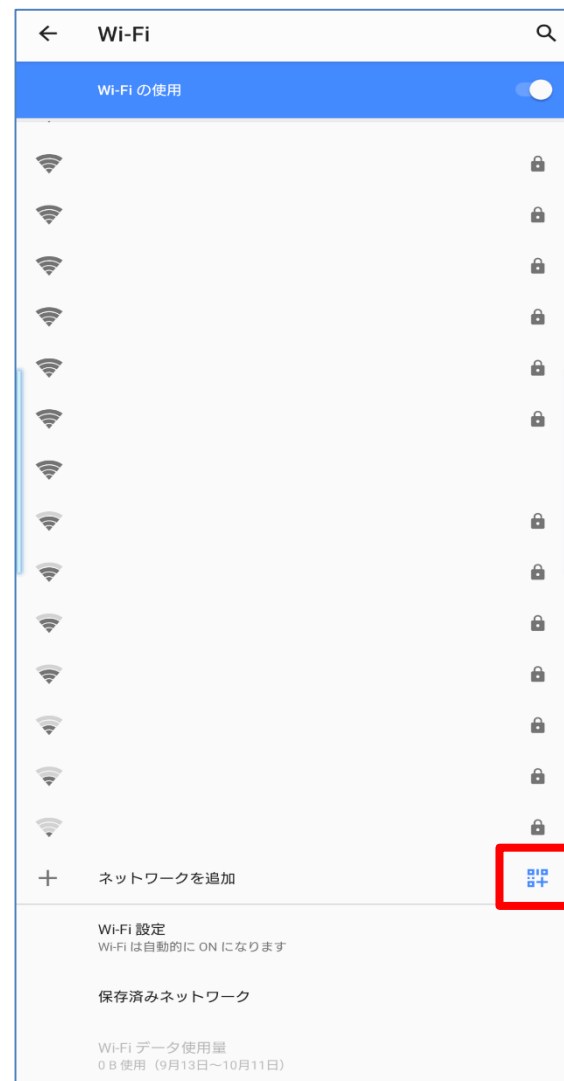 Wi-Fi
Wi-Fi の使用
ネットワークを追加
Wi-Fi 設定
Wi-Fi は自動的に ON になります
保存済みネットワーク
Wi-Fi データ使用量
0 B 使用（9月13日～10月11日）